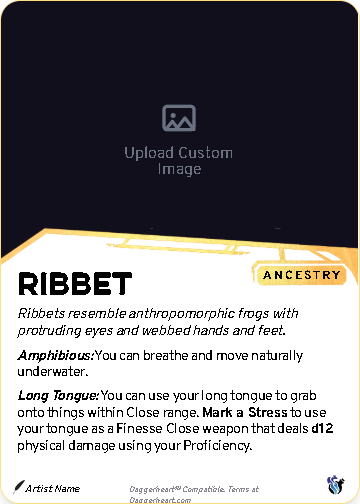 Upload Custom
Image
RIBBET
ANCESTRY
Ribbets resemble anthropomorphic frogs with
protruding eyes and webbed hands and feet.
Amphibious:You can breathe and move naturally
underwater.
Long Tongue:You can use your long tongue to grab
onto things within Close range. Mark a Stress to use
your tongue as a Finesse Close weapon that deals d12
physical damage using your Proficiency.
Artist Name
Daggerheart™ Compatible. Terms at
Daggerheart.com